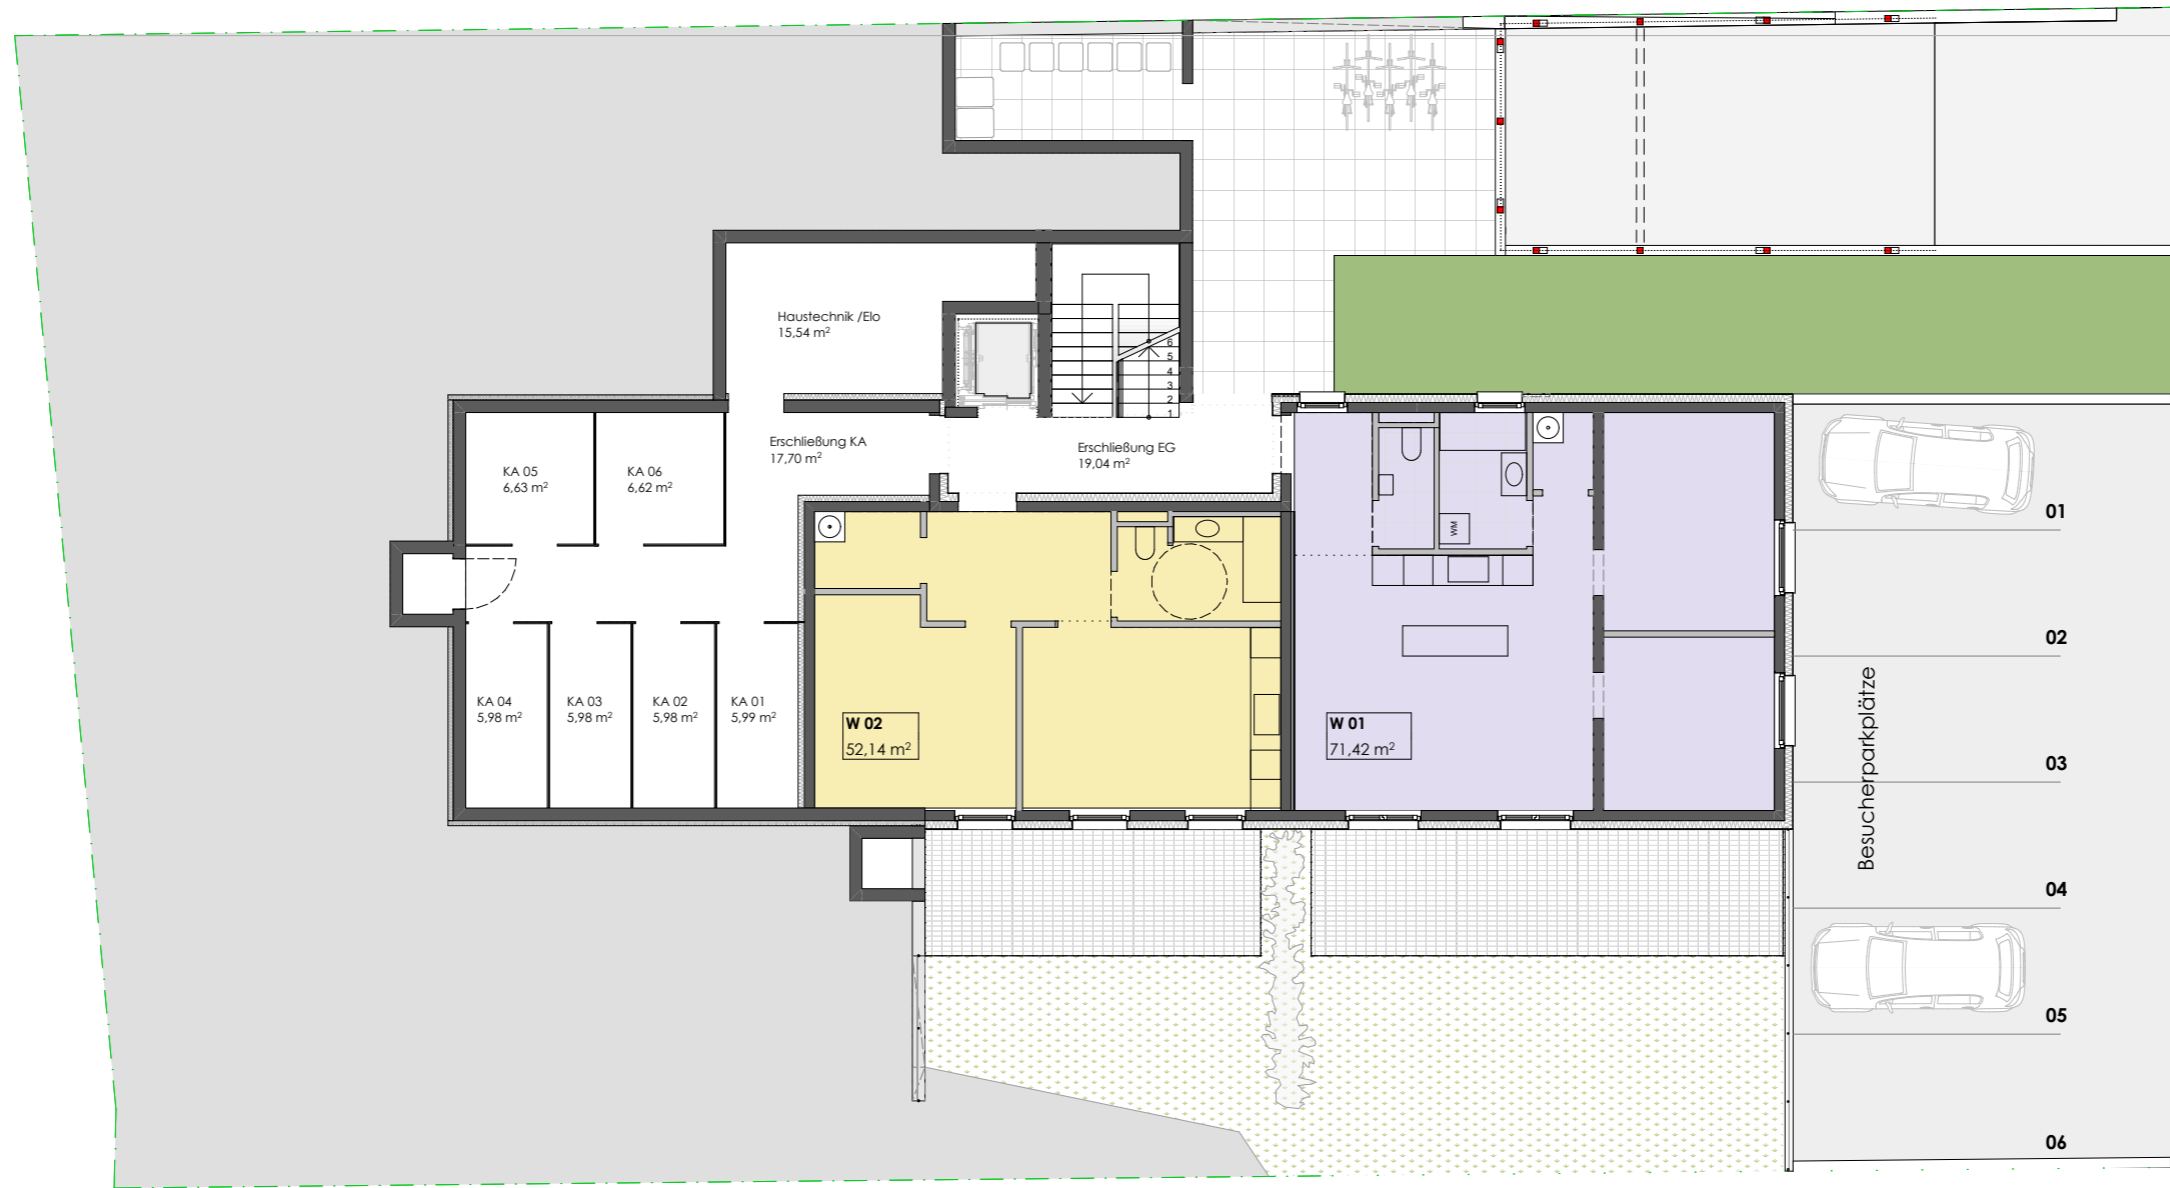 Haustechnik /Elo
15,54 m²
6
5
4
3
2
1
Erschließung KA
17,70 m²
Erschließung EG
19,04 m²
KA 05
6,63 m²
KA 06
6,62 m²
WM
KA 04
5,98 m²
KA 03
5,98 m²
KA 02
5,98 m²
KA 01
5,99 m²
W 02
52,14 m²
W 01
71,42 m²
Besucherparkplätze
01
02
03
04
05
06